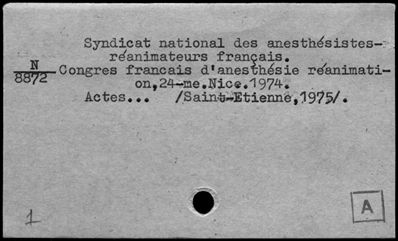 Syndicat national des anesthésistes-
réanimateurs français.
N
8872
Congres francais d'anesthésie réanimati-
on,24-me.Nice.1974.
Actes... /Saint-Etienne,1975/.
1
A